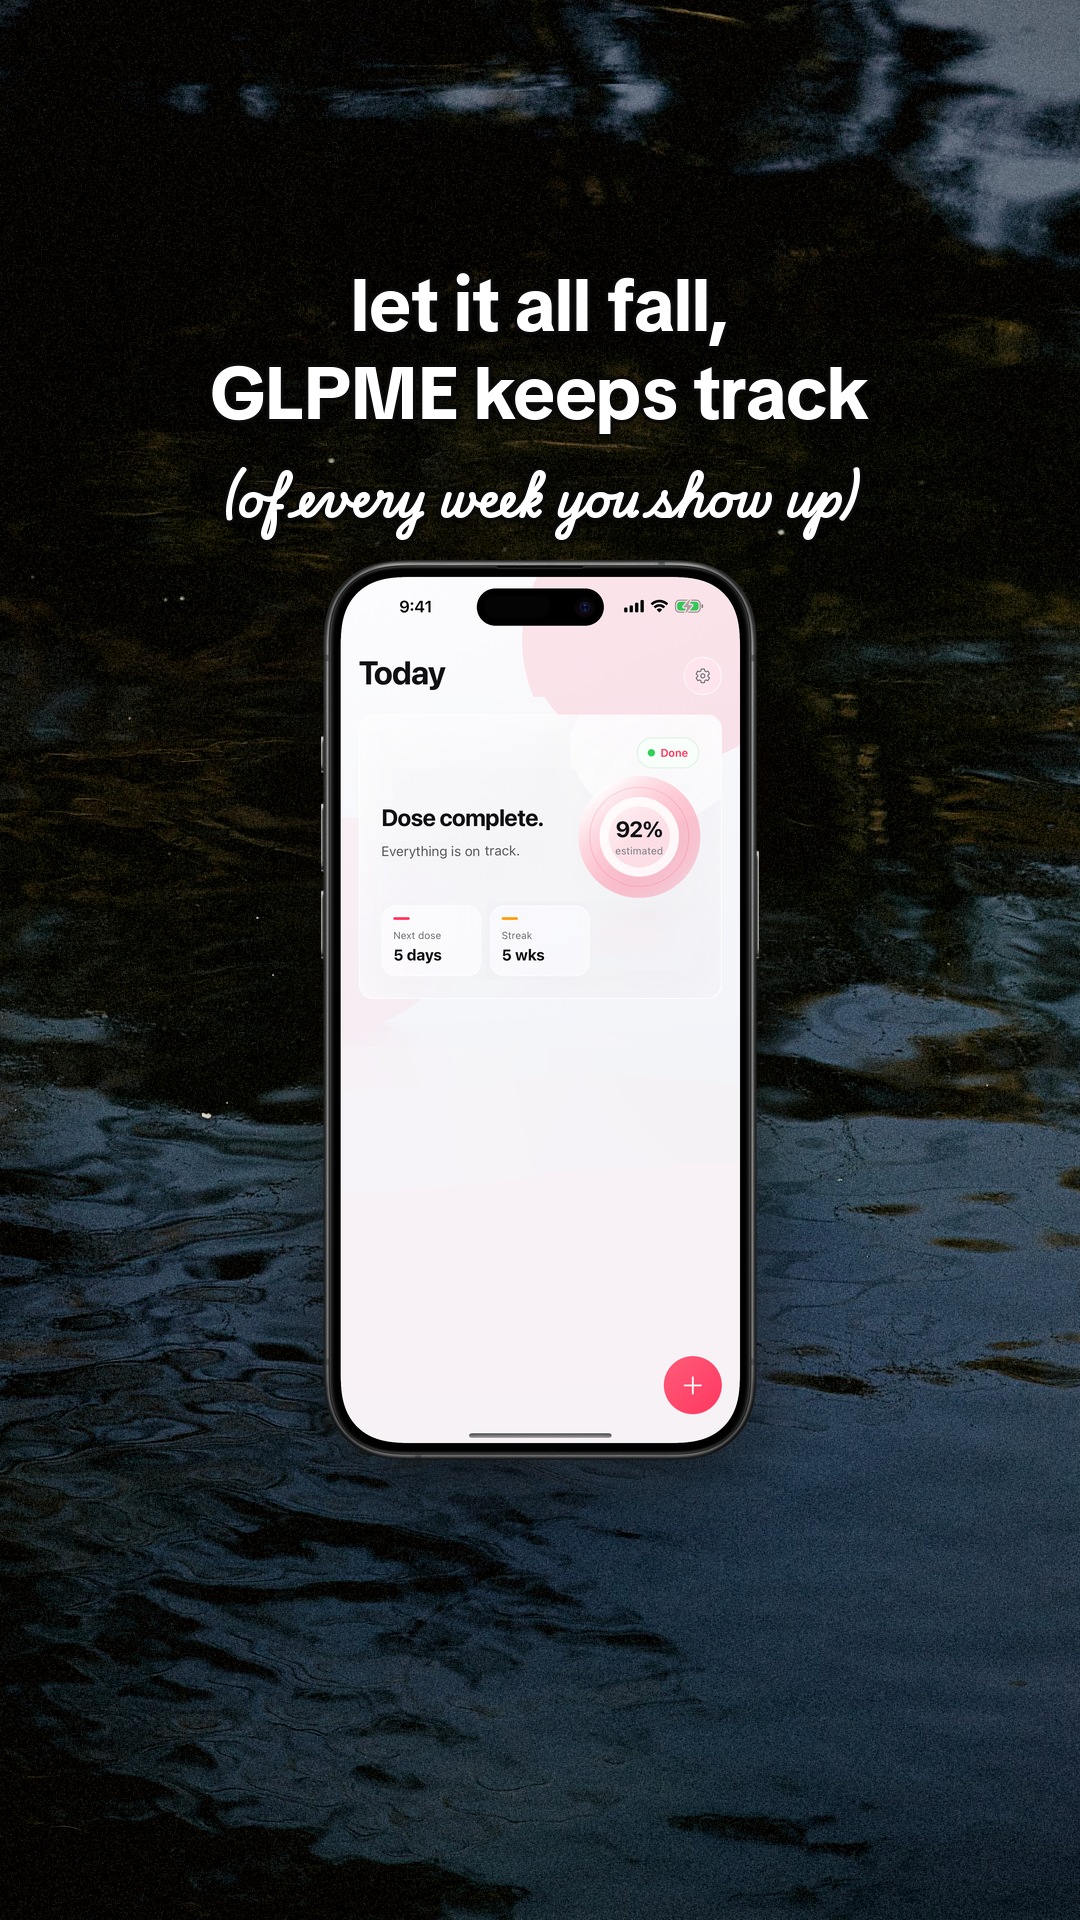 let it all fall,
GLPME keeps track
(of every week you show up)
9:41
Today
Done
Dose complete.
Everything is on track.
92%
estimated
Next dose
5 days
Streak
5 wks